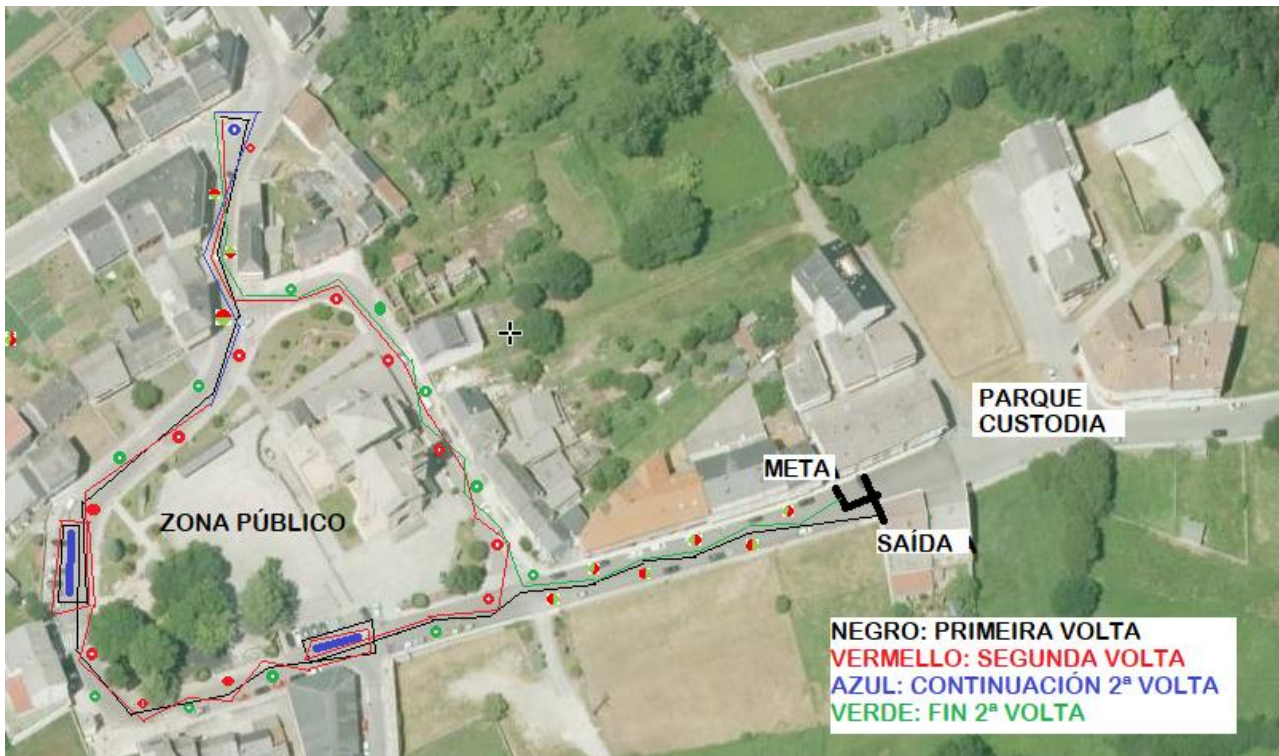 PARQUE
CUSTODIA
META
ZONA PÚBLICO
SAÍDA
NEGRO: PRIMEIRA VOLTA
VERMELLO: SEGUNDA VOLTA
AZUL: CONTINUACIÓN 2ª VOLTA
VERDE: FIN 2ª VOLTA